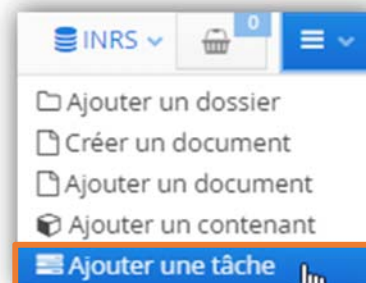 INRS 0
Ajouter un dossier
Créer un document
Ajouter un document
Ajouter un contenant
Ajouter une tâche